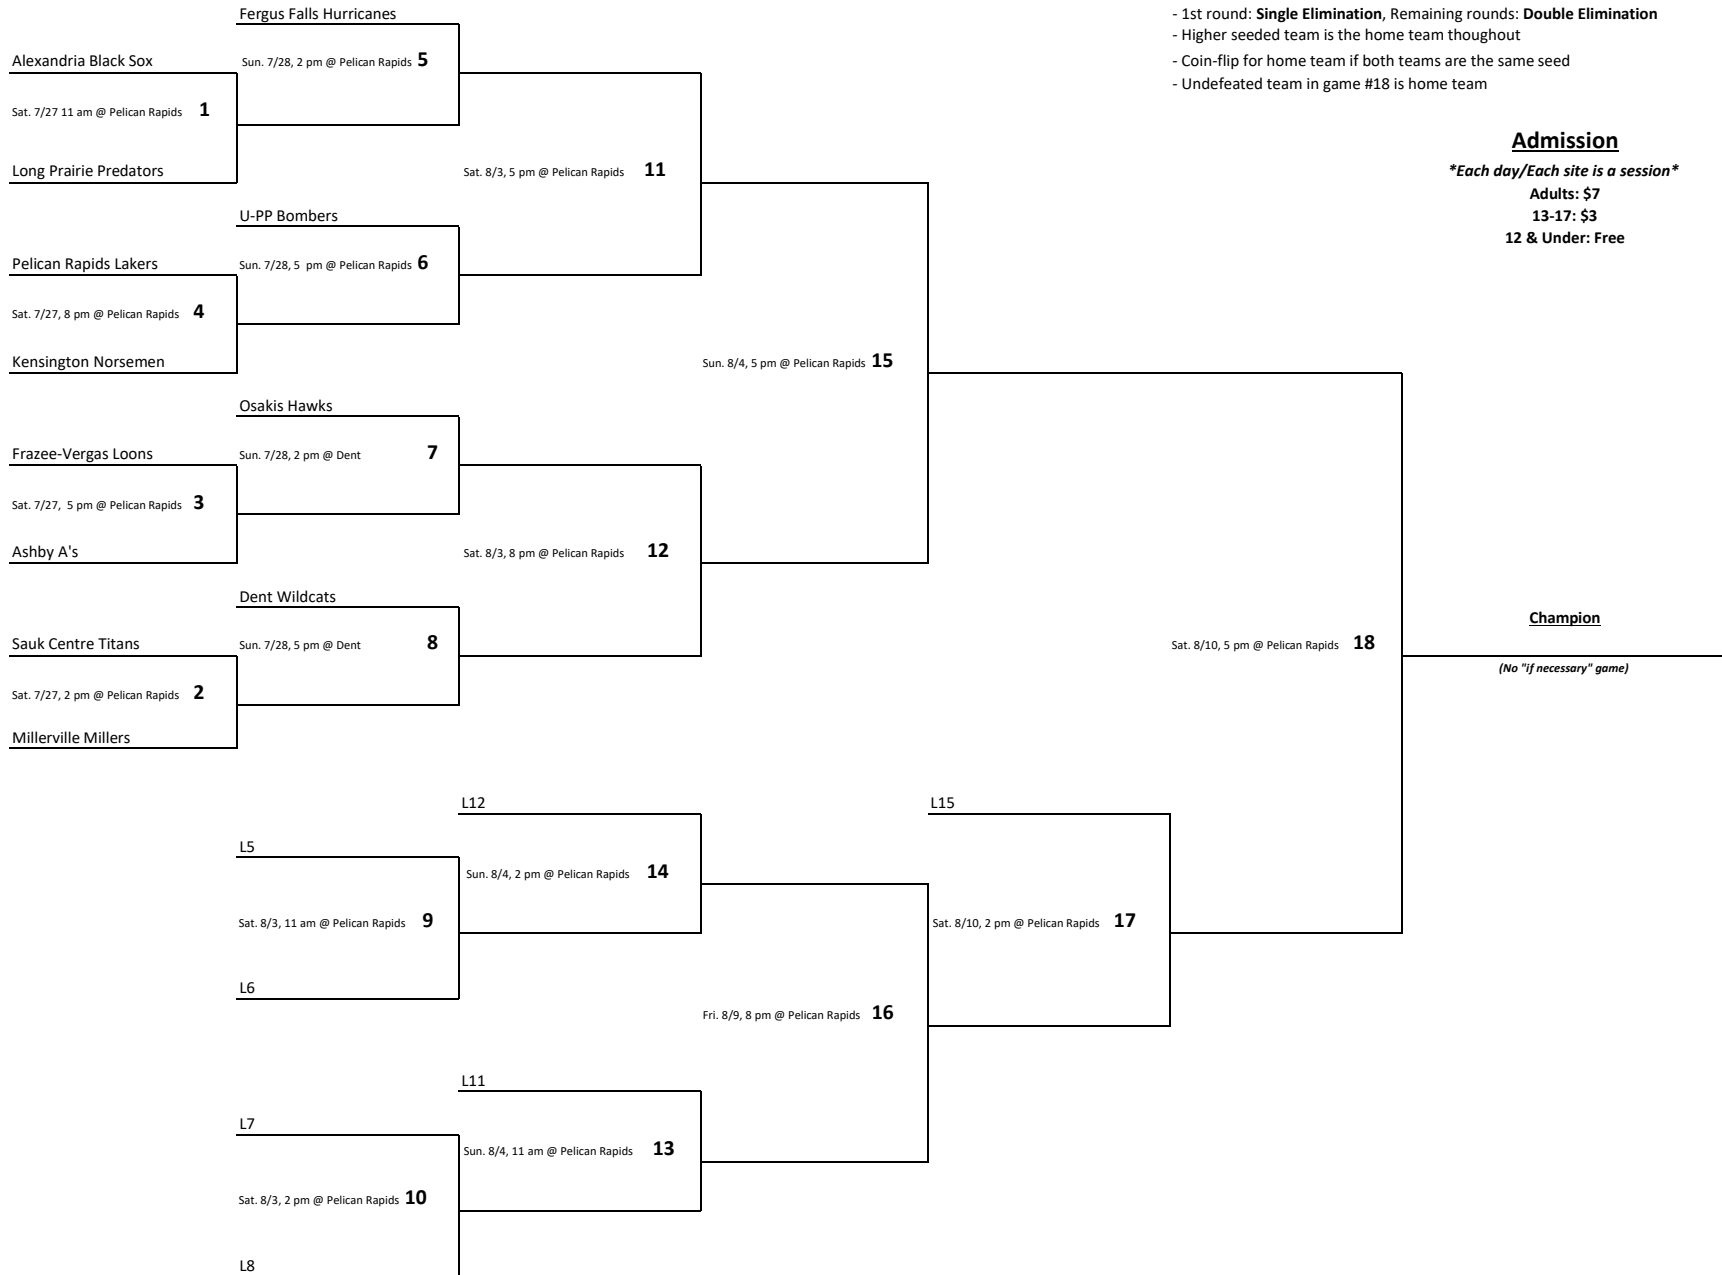 Fergus Falls Hurricanes
- 1st round: Single Elimination, Remaining rounds: Double Elimination
- Higher seeded team is the home team thoughout
Alexandria Black Sox
Sun. 7/28, 2 pm @ Pelican Rapids 5
- Coin-flip for home team if both teams are the same seed
- Undefeated team in game #18 is home team
Sat. 7/27 11 am @ Pelican Rapids 1
Admission
Long Prairie Predators
Sat. 8/3, 5 pm @ Pelican Rapids 11
*Each day/Each site is a session*
Adults: $7
U-PP Bombers
13-17: $3
12 & Under: Free
Pelican Rapids Lakers
Sun. 7/28, 5 pm @ Pelican Rapids 6
Sat. 7/27, 8 pm @ Pelican Rapids 4
Kensington Norsemen
Sun. 8/4, 5 pm @ Pelican Rapids 15
Osakis Hawks
Frazee-Vergas Loons
Sun. 7/28, 2 pm @ Dent 7
Sat. 7/27, 5 pm @ Pelican Rapids 3
Ashby A's
Sat. 8/3, 8 pm @ Pelican Rapids 12
Dent Wildcats
Champion
Sauk Centre Titans
Sun. 7/28, 5 pm @ Dent 8
Sat. 8/10, 5 pm @ Pelican Rapids 18
(No "if necessary" game)
Sat. 7/27, 2 pm @ Pelican Rapids 2
Millerville Millers
L12
L15
L5
Sun. 8/4, 2 pm @ Pelican Rapids 14
Sat. 8/3, 11 am @ Pelican Rapids 9
Sat. 8/10, 2 pm @ Pelican Rapids 17
L6
Fri. 8/9, 8 pm @ Pelican Rapids 16
L11
L7
Sun. 8/4, 11 am @ Pelican Rapids 13
Sat. 8/3, 2 pm @ Pelican Rapids 10
L8